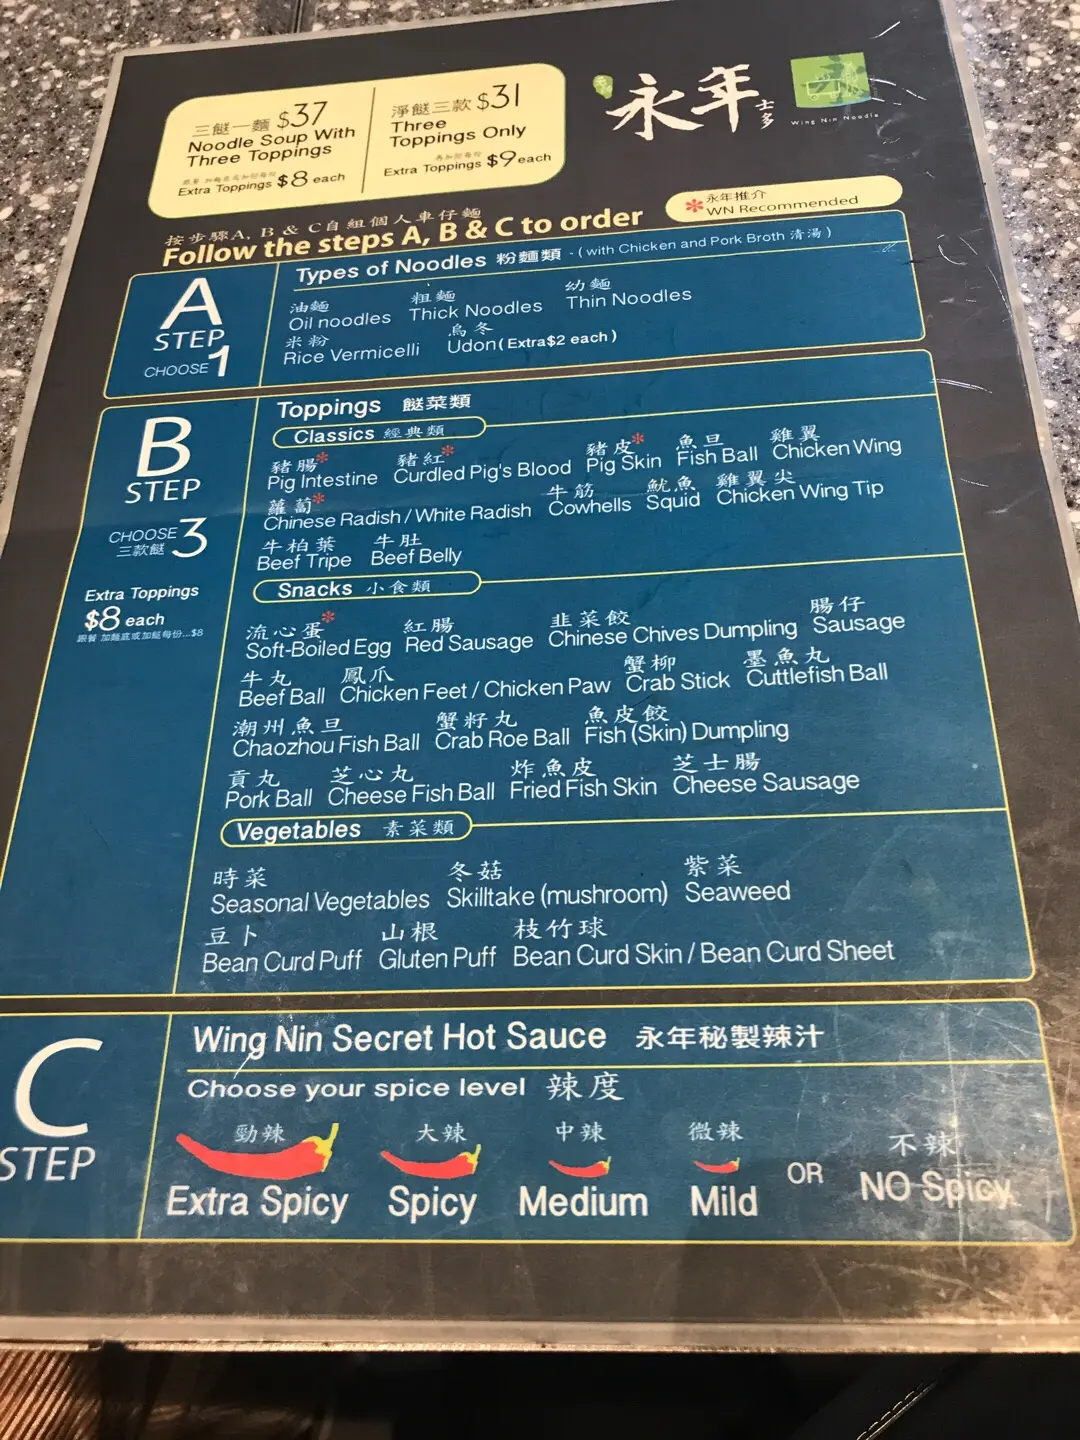 三餸一麵 $37
Noodle Soup With
Three Toppings
Extra Toppings $8 each
淨餸三款 $31
Three
Toppings Only
再加餸每份
Extra Toppings $9 each
永年
士多
Wing Nin Noodle
*永年推介
WN Recommended
按步驟A, B & C自組個人車仔麵
Follow the steps A, B & C to order
A
STEP
CHOOSE 1
Types of Noodles 粉麵類 - ( with Chicken and Pork Broth 清湯 )
油麵 粗麵 幼麵
Oil noodles Thick Noodles Thin Noodles
米粉 烏冬
Rice Vermicelli Udon ( Extra$2 each )
B
STEP
CHOOSE 3
三款餸
Extra Toppings
$8 each
跟餐 加麵底或加餸每份...$8
Toppings 餸菜類
Classics 經典類
豬腸* 豬紅* 豬皮* 魚旦 雞翼
Pig Intestine Curdled Pig's Blood Pig Skin Fish Ball Chicken Wing
蘿蔔* 牛筋 魷魚 雞翼尖
Chinese Radish / White Radish Cowhells Squid Chicken Wing Tip
牛柏葉 牛肚
Beef Tripe Beef Belly
Snacks 小食類
流心蛋* 紅腸 韭菜餃 腸仔
Soft-Boiled Egg Red Sausage Chinese Chives Dumpling Sausage
牛丸 鳳爪 蟹柳 墨魚丸
Beef Ball Chicken Feet / Chicken Paw Crab Stick Cuttlefish Ball
潮州魚旦 蟹籽丸 魚皮餃
Chaozhou Fish Ball Crab Roe Ball Fish (Skin) Dumpling
貢丸 芝心丸 炸魚皮 芝士腸
Pork Ball Cheese Fish Ball Fried Fish Skin Cheese Sausage
Vegetables 素菜類
時菜 冬菇 紫菜
Seasonal Vegetables Skilltake (mushroom) Seaweed
豆卜 山根 枝竹球
Bean Curd Puff Gluten Puff Bean Curd Skin / Bean Curd Sheet
C
STEP
Wing Nin Secret Hot Sauce 永年秘製辣汁
Choose your spice level 辣度
勁辣 大辣 中辣 微辣 不辣
Extra Spicy Spicy Medium Mild OR NO Spicy